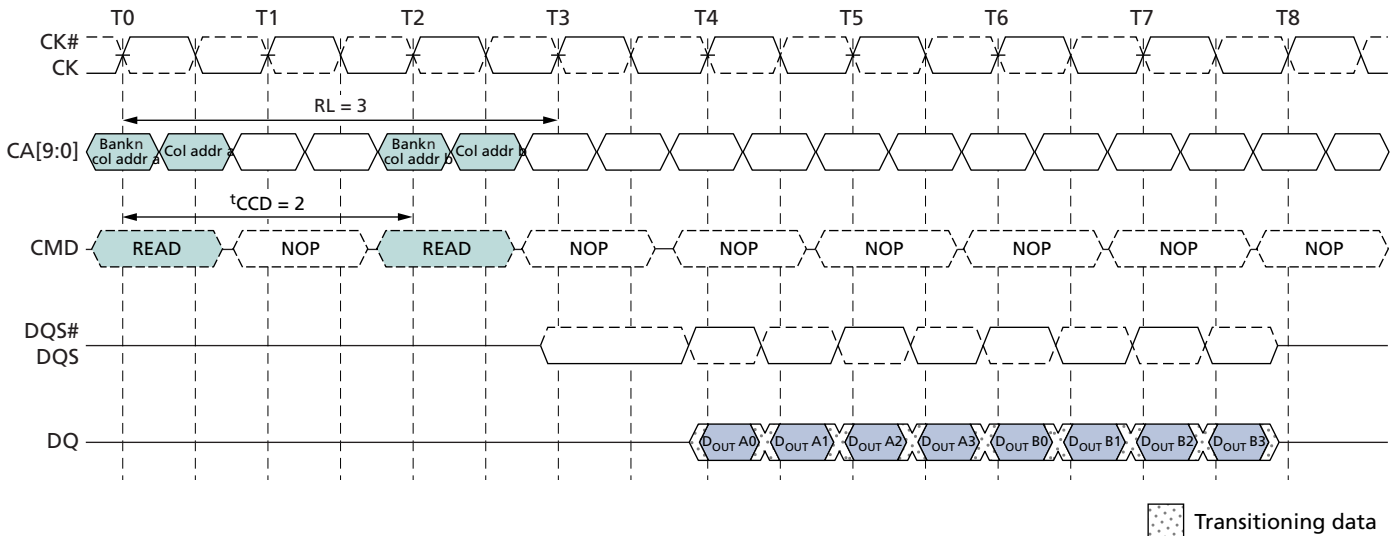 T0 T1 T2 T3 T4 T5 T6 T7 T8
CK#
CK
RL = 3
CA[9:0] Bankn col addr a Col addr a Bankn col addr b Col addr b
tCCD = 2
CMD READ NOP READ NOP NOP NOP NOP NOP NOP
DQS#
DQS
DQ DOUT A0 DOUT A1 DOUT A2 DOUT A3 DOUT B0 DOUT B1 DOUT B2 DOUT B3
Transitioning data